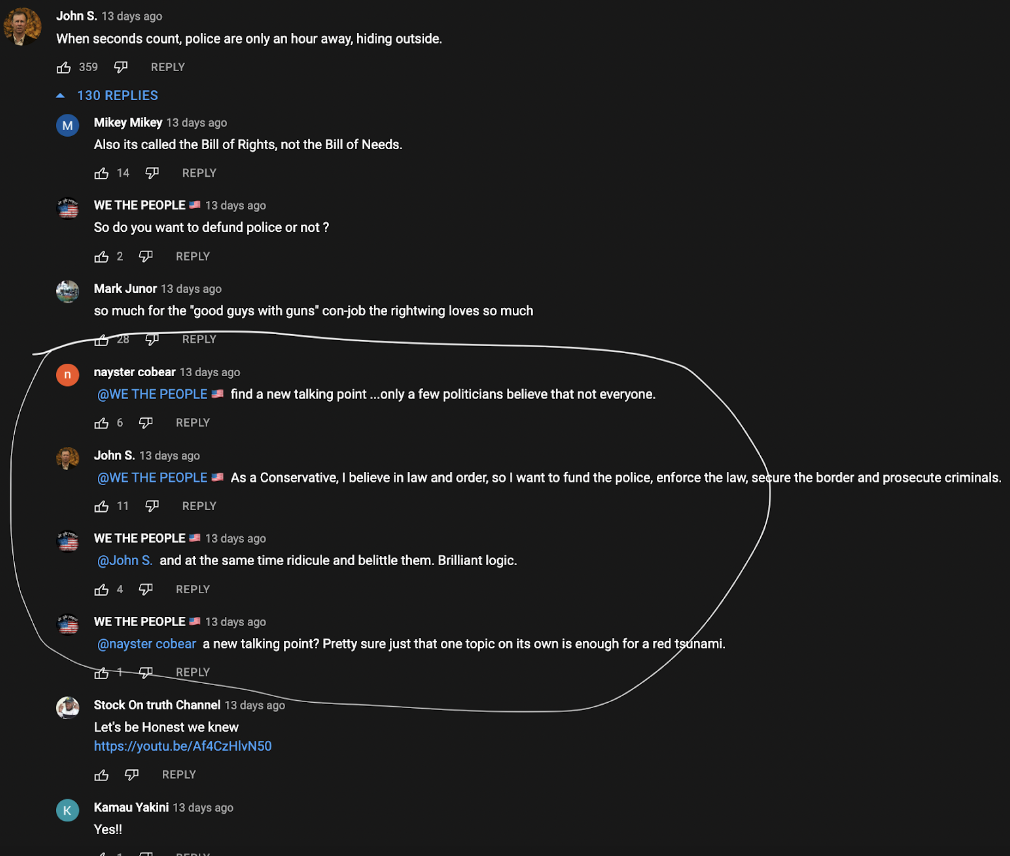 John S. 13 days ago
When seconds count, police are only an hour away, hiding outside.
359 REPLY
130 REPLIES
M
Mikey Mikey 13 days ago
Also its called the Bill of Rights, not the Bill of Needs.
14 REPLY
WE THE PEOPLE 🇺🇸 13 days ago
So do you want to defund police or not ?
2 REPLY
Mark Junor 13 days ago
so much for the "good guys with guns" con-job the rightwing loves so much
28 REPLY
n
nayster cobear 13 days ago
@WE THE PEOPLE 🇺🇸 find a new talking point ...only a few politicians believe that not everyone.
6 REPLY
John S. 13 days ago
@WE THE PEOPLE 🇺🇸 As a Conservative, I believe in law and order, so I want to fund the police, enforce the law, secure the border and prosecute criminals.
11 REPLY
WE THE PEOPLE 🇺🇸 13 days ago
@John S. and at the same time ridicule and belittle them. Brilliant logic.
4 REPLY
WE THE PEOPLE 🇺🇸 13 days ago
@nayster cobear a new talking point? Pretty sure just that one topic on its own is enough for a red tsunami.
1 REPLY
Stock On truth Channel 13 days ago
Let's be Honest we knew
https://youtu.be/Af4CzHlvN50
REPLY
K
Kamau Yakini 13 days ago
Yes!!
1 REPLY